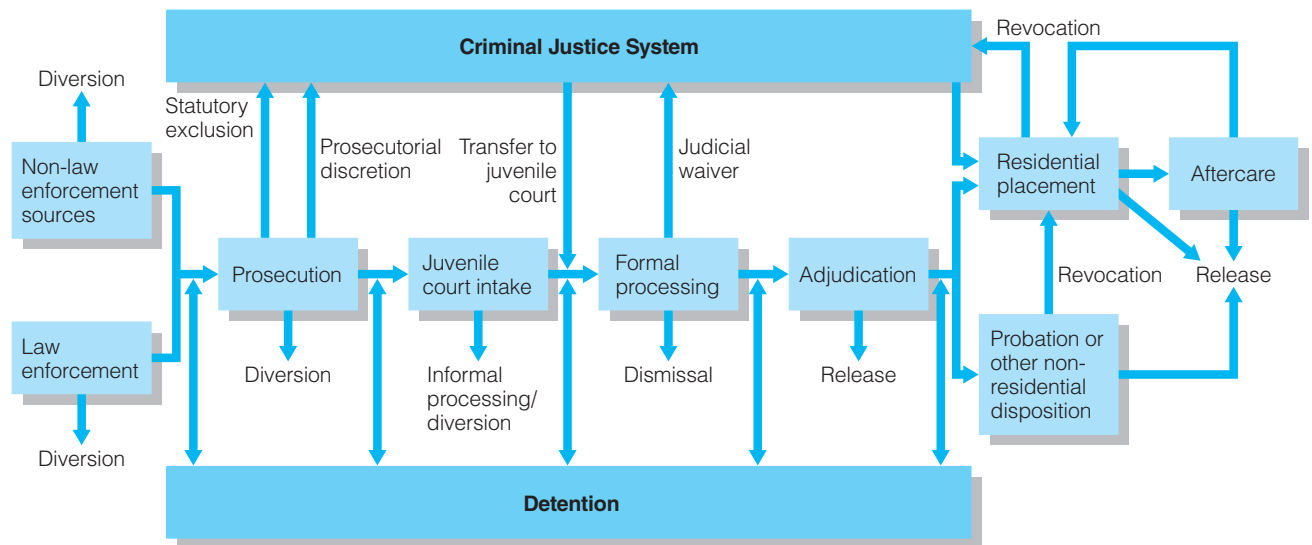 Criminal Justice System
Revocation
Diversion
Statutory
exclusion
Prosecutorial
discretion
Transfer to
juvenile
court
Judicial
waiver
Non-law
enforcement
sources
Residential
placement
Aftercare
Prosecution
Juvenile
court intake
Formal
processing
Adjudication
Revocation
Release
Law
enforcement
Diversion
Diversion
Informal
processing/
diversion
Dismissal
Release
Probation or
other non-
residential
disposition
Detention